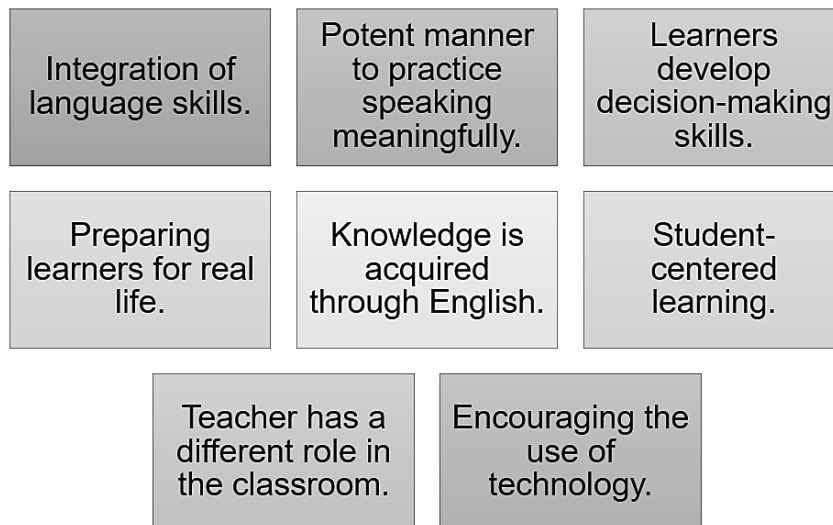 Integration of
language skills.
Potent manner
to practice
speaking
meaningfully.
Learners
develop
decision-making
skills.
Preparing
learners for real
life.
Knowledge is
acquired
through English.
Student-
centered
learning.
Teacher has a
different role in
the classroom.
Encouraging the
use of
technology.